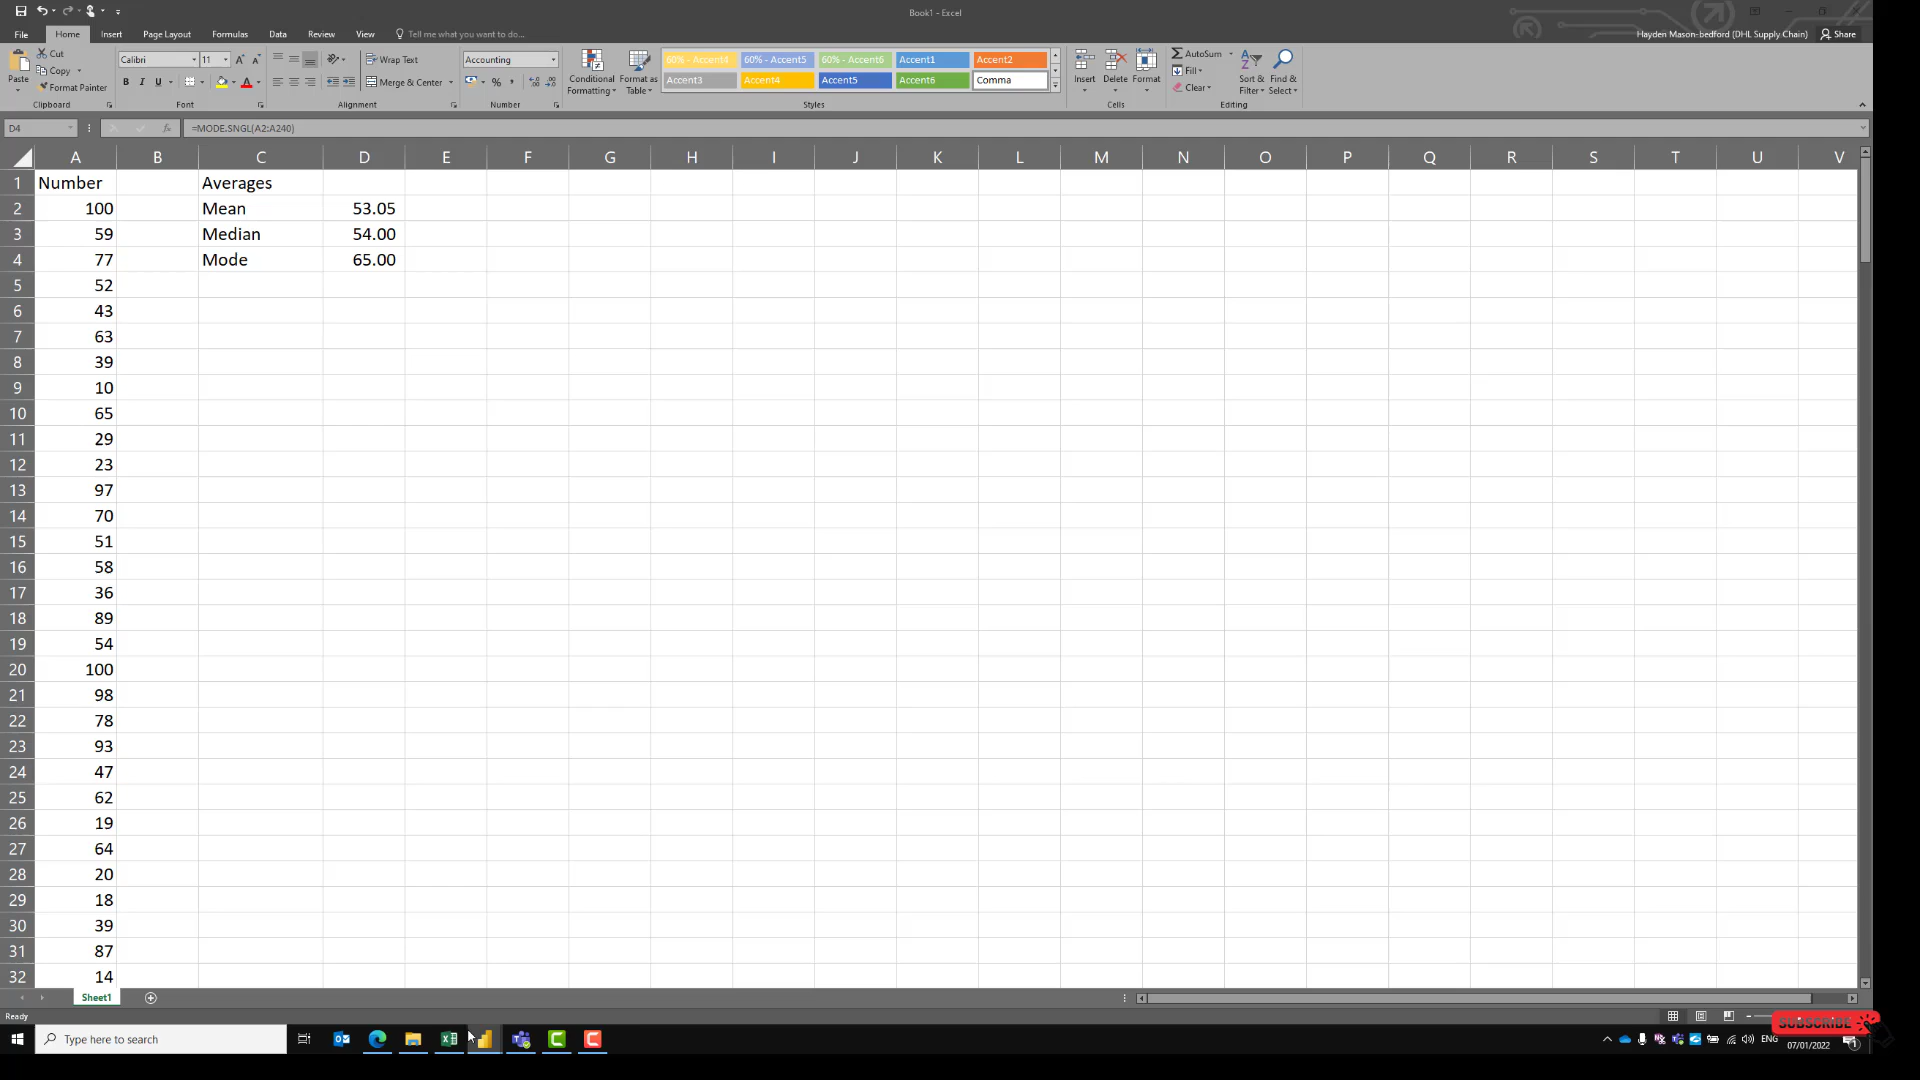 Book1 - Excel
File Home Insert Page Layout Formulas Data Review View Tell me what you want to do...
Hayden Mason-bedford (DHL Supply Chain) Share
Paste
Cut
Copy
Format Painter
Clipboard
Calibri 11
B I U
Font
Wrap Text
Merge & Center
Alignment
Accounting
%
Number
Conditional Formatting
Format as Table
60% - Accent4 60% - Accent5 60% - Accent6 Accent1 Accent2
Accent3 Accent4 Accent5 Accent6 Comma
Styles
Insert Delete Format
Cells
AutoSum
Fill
Clear
Sort & Filter
Find & Select
Editing
D4 fx =MODE.SNGL(A2:A240)
A B C D E F G H I J K L M N O P Q R S T U V
1 Number Averages
2 100 Mean 53.05
3 59 Median 54.00
4 77 Mode 65.00
5 52
6 43
7 63
8 39
9 10
10 65
11 29
12 23
13 97
14 70
15 51
16 58
17 36
18 89
19 54
20 100
21 98
22 78
23 93
24 47
25 62
26 19
27 64
28 20
29 18
30 39
31 87
32 14
Sheet1
Ready
SUBSCRIBE
Type here to search
ENG
07/01/2022